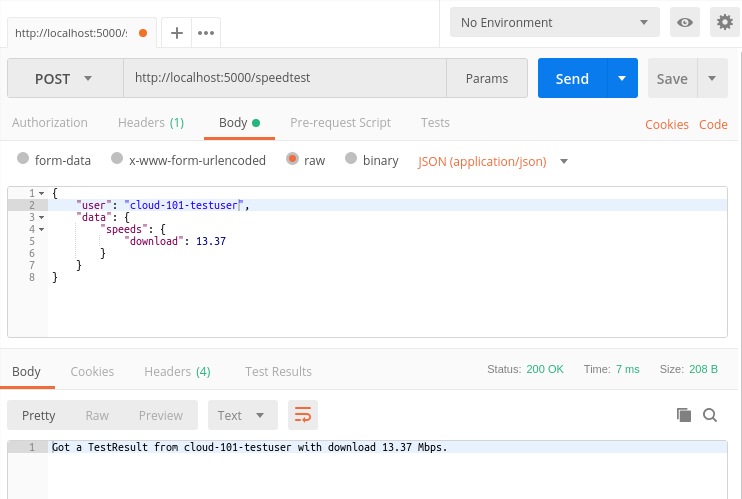 http://localhost:5000/s
No Environment
POST http://localhost:5000/speedtest Params Send Save
Authorization Headers (1) Body Pre-request Script Tests Cookies Code
form-data x-www-form-urlencoded raw binary JSON (application/json)
1 {
2 "user": "cloud-101-testuser",
3 "data": {
4 "speeds": {
5 "download": 13.37
6 }
7 }
8 }
Body Cookies Headers (4) Test Results Status: 200 OK Time: 7 ms Size: 208 B
Pretty Raw Preview Text
1 Got a TestResult from cloud-101-testuser with download 13.37 Mbps.